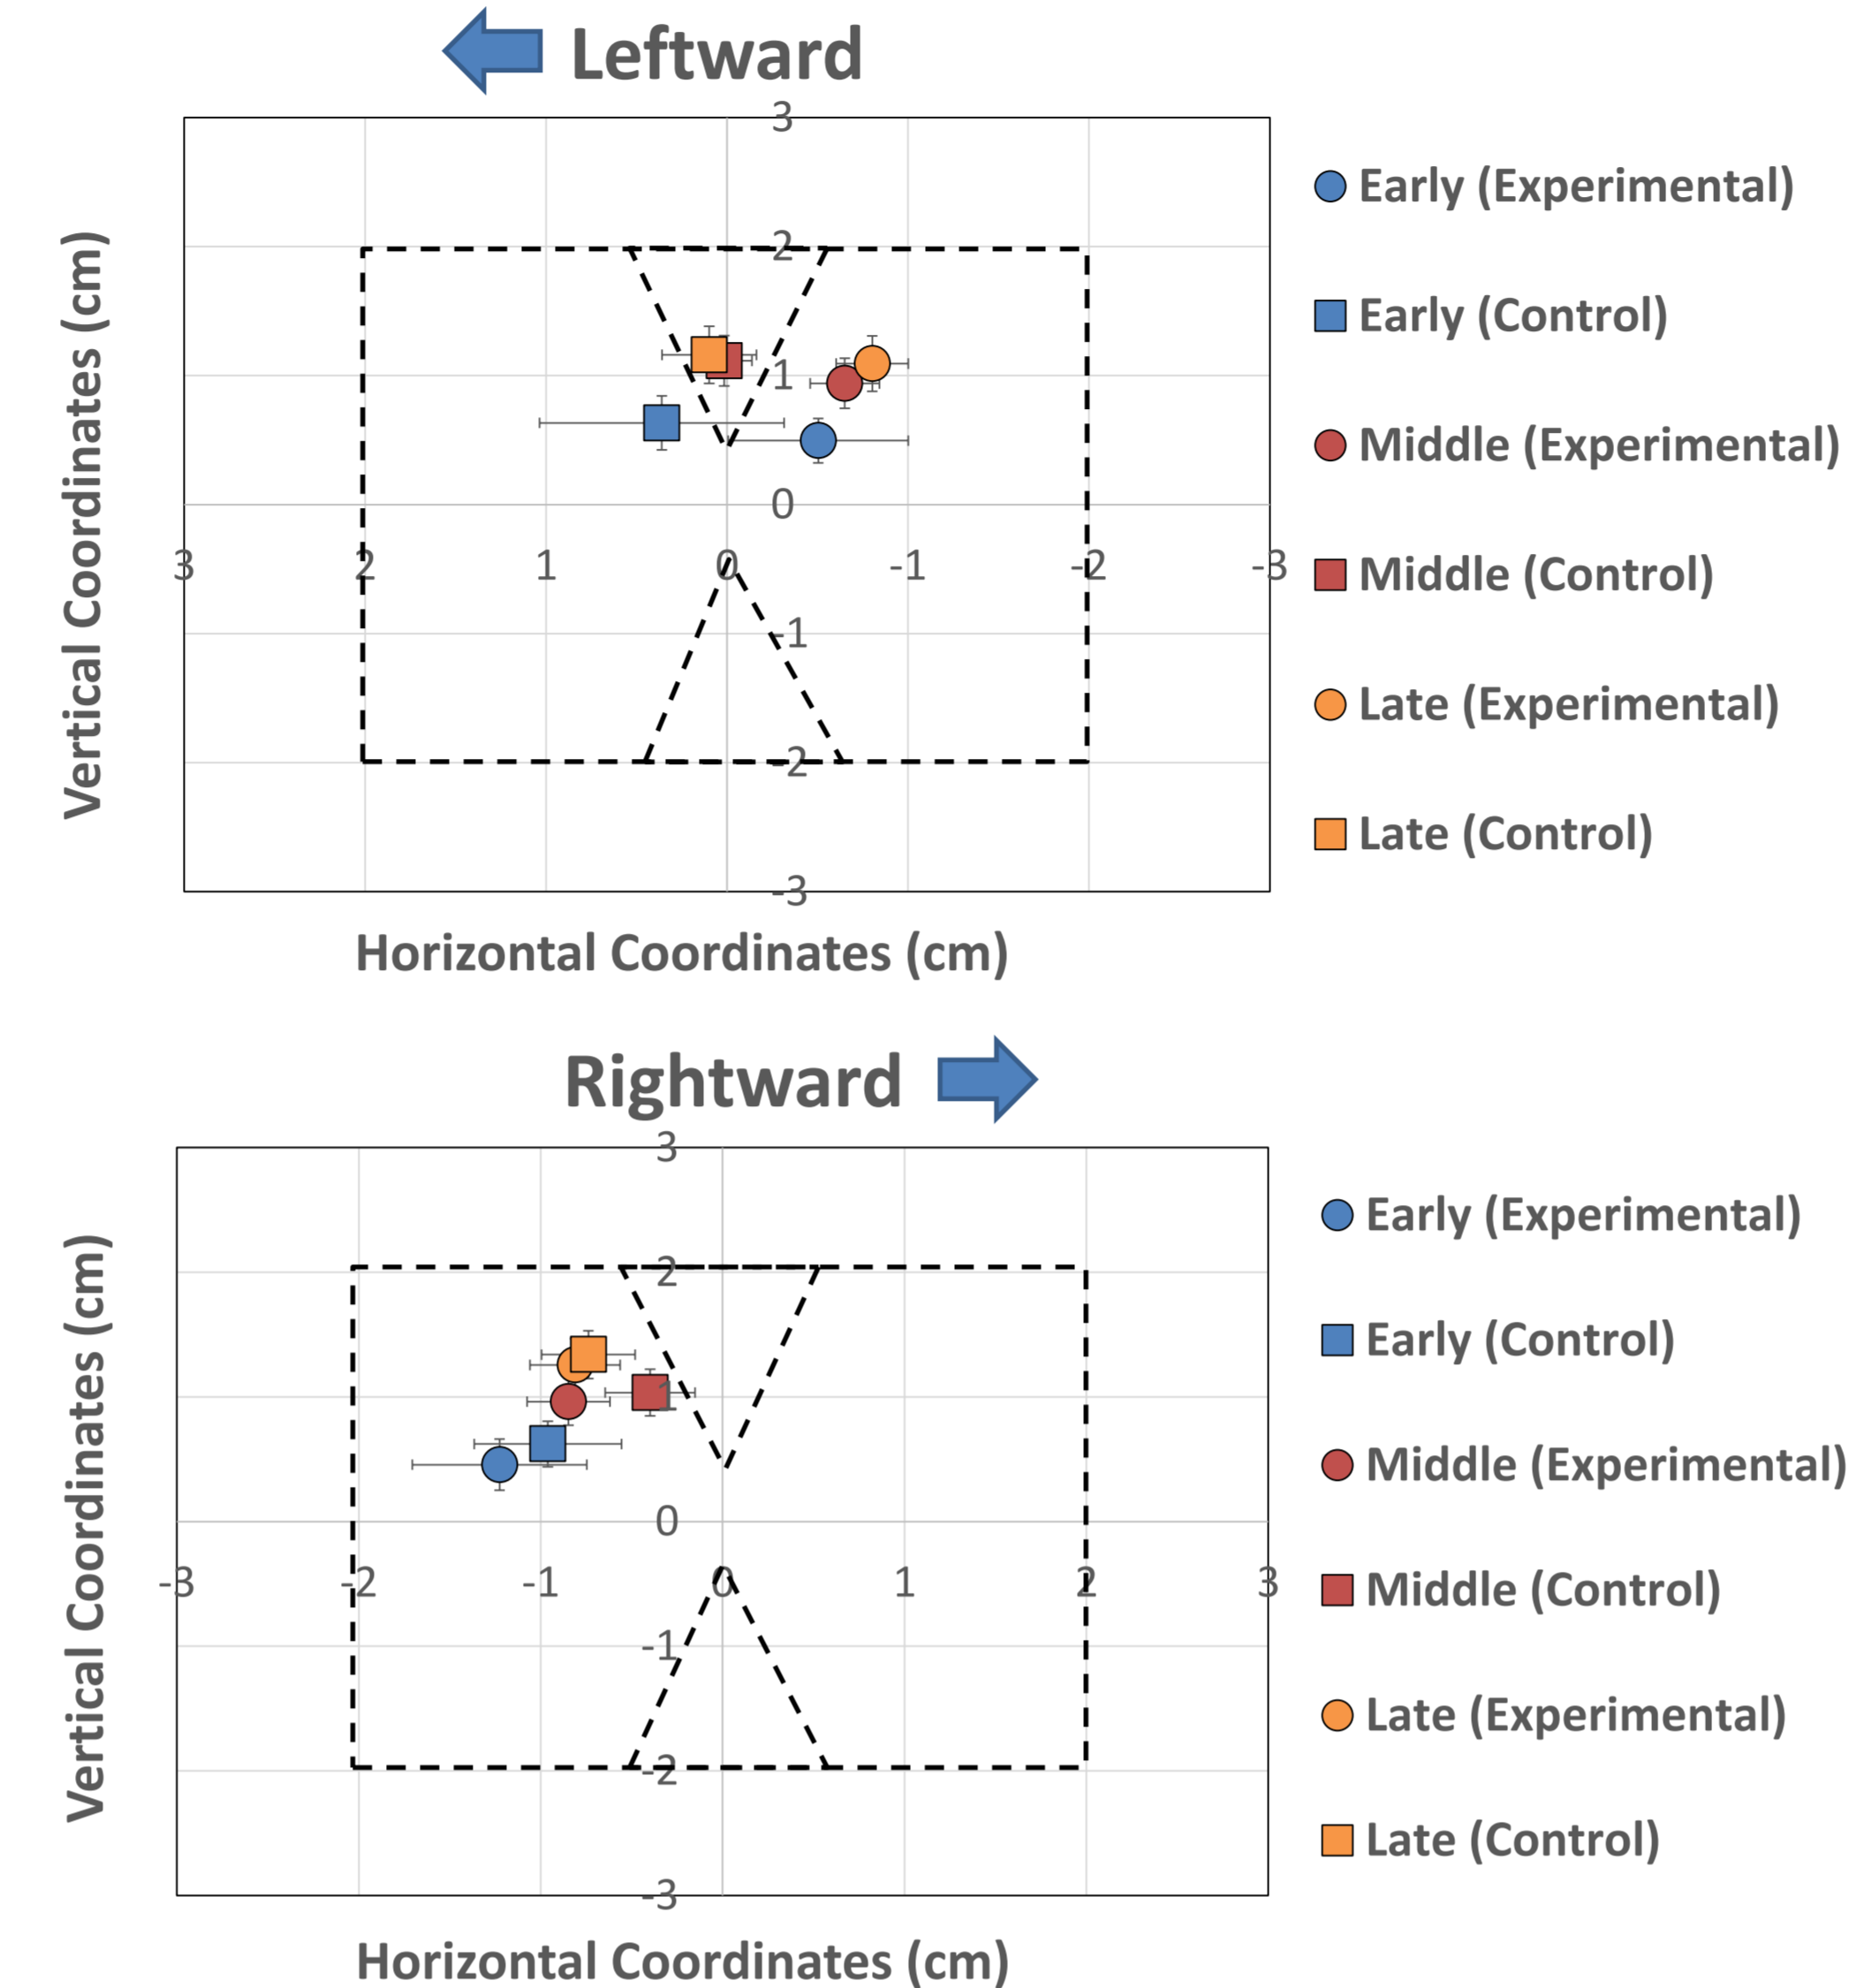 Leftward
3
2
1
0
3 2 1 0 -1 -2 -3
-1
-2
-3
Vertical Coordinates (cm)
Horizontal Coordinates (cm)
Early (Experimental)
Early (Control)
Middle (Experimental)
Middle (Control)
Late (Experimental)
Late (Control)
Rightward
3
2
1
0
-3 -2 -1 0 1 2 3
-1
-2
-3
Vertical Coordinates (cm)
Horizontal Coordinates (cm)
Early (Experimental)
Early (Control)
Middle (Experimental)
Middle (Control)
Late (Experimental)
Late (Control)